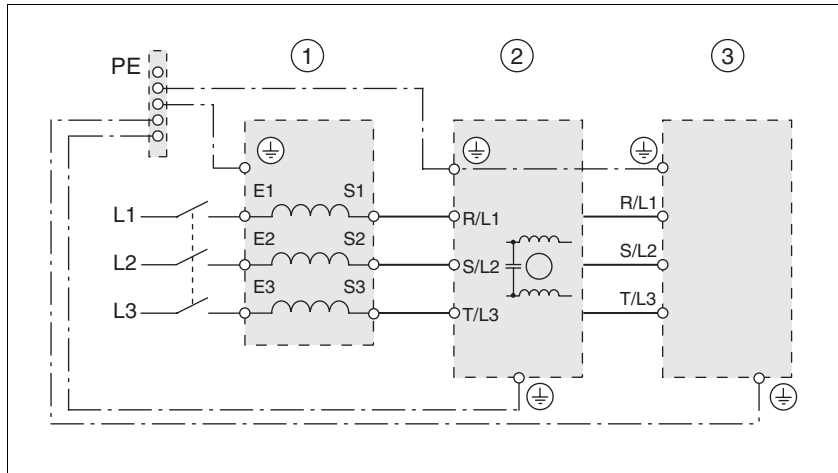 PE
1
2
3
E1 S1
L1
R/L1
R/L1
E2 S2
L2
S/L2
S/L2
E3 S3
L3
T/L3
T/L3